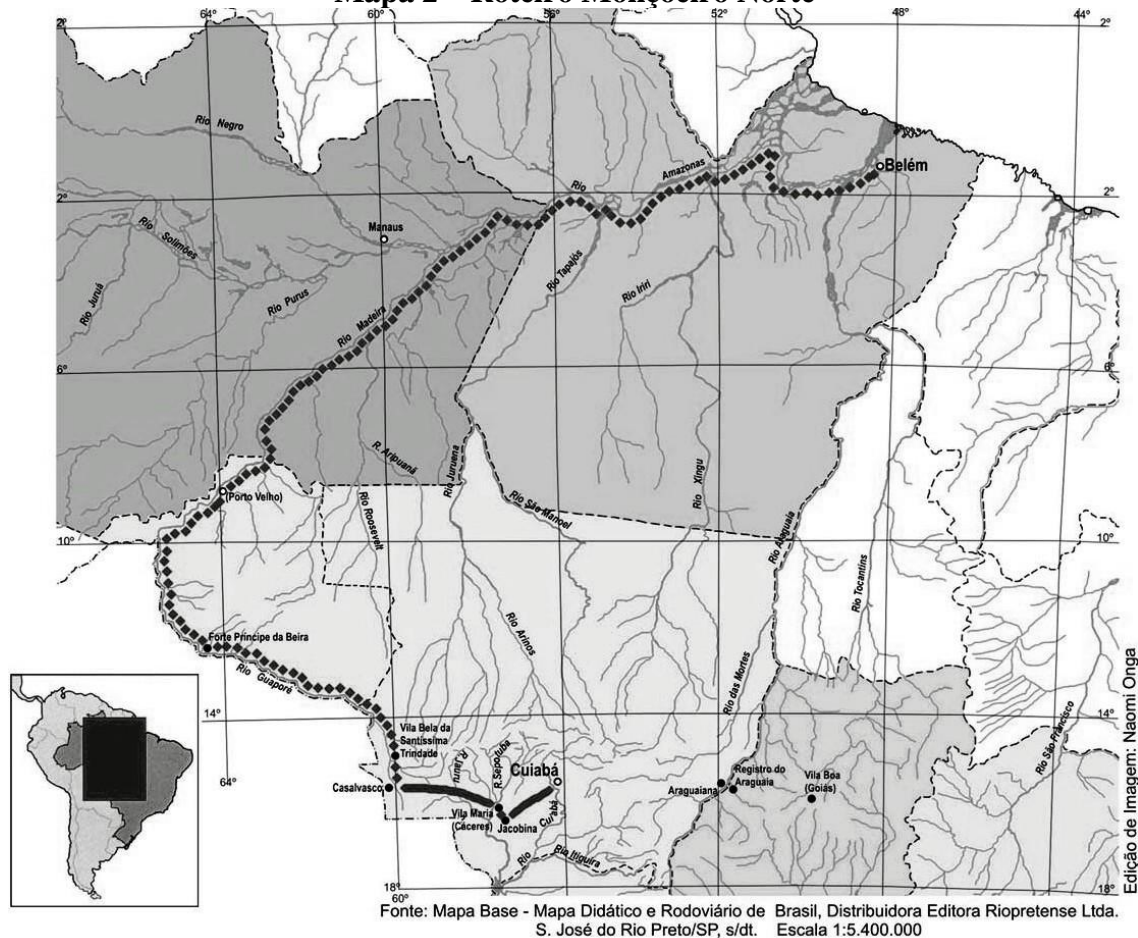 Mapa 2 – Roteiro Monçoeiro Norte
64°
60°
56°
52°
48°
44°
2°
2°
Rio Negro
Amazonas
Rio
Belém
2°
2°
Manaus
Rio Solimões
Rio Tapajós
Rio Iriri
Rio Juruá
Rio Purus
Rio Madeira
6°
6°
R. Aripuanã
Rio Juruena
Rio Xingu
(Porto Velho)
Rio Roosevelt
Rio São Manoel
Rio Araguaia
10°
10°
Rio Tocantins
Rio Arinos
Forte Príncipe da Beira
Rio Guaporé
Rio das Mortes
14°
14°
Vila Bela da
Santíssima
Trindade
R. Jauru
R. Sepotuba
Cuiabá
Registro do
Araguaia
Vila Boa
(Goiás)
Rio São Francisco
64°
Casalvasco
Araguaiana
Vila Maria
(Cáceres)
Jacobina
Rio Cuiabá
Rio Itiquira
18°
60°
18°
Edição de Imagem: Naomi Onga
Fonte: Mapa Base - Mapa Didático e Rodoviário de Brasil, Distribuidora Editora Riopretense Ltda.
S. José do Rio Preto/SP, s/dt. Escala 1:5.400.000